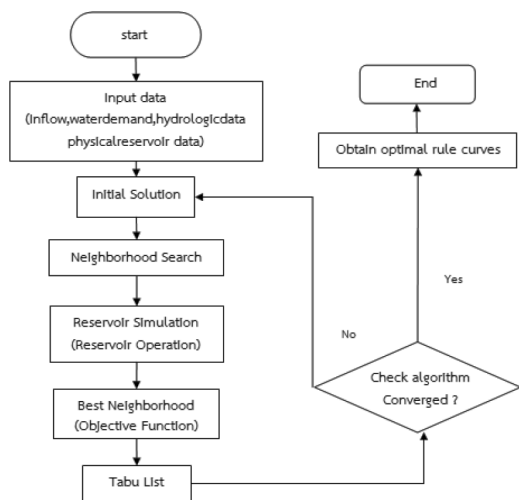 start
Input data
(Inflow,waterdemand,hydrologicdata
physicalreservoir data)
Initial Solution
Neighborhood Search
Reservoir Simulation
(Reservoir Operation)
Best Neighborhood
(Objective Function)
Tabu List
Check algorithm
Converged ?
No
Yes
Obtain optimal rule curves
End